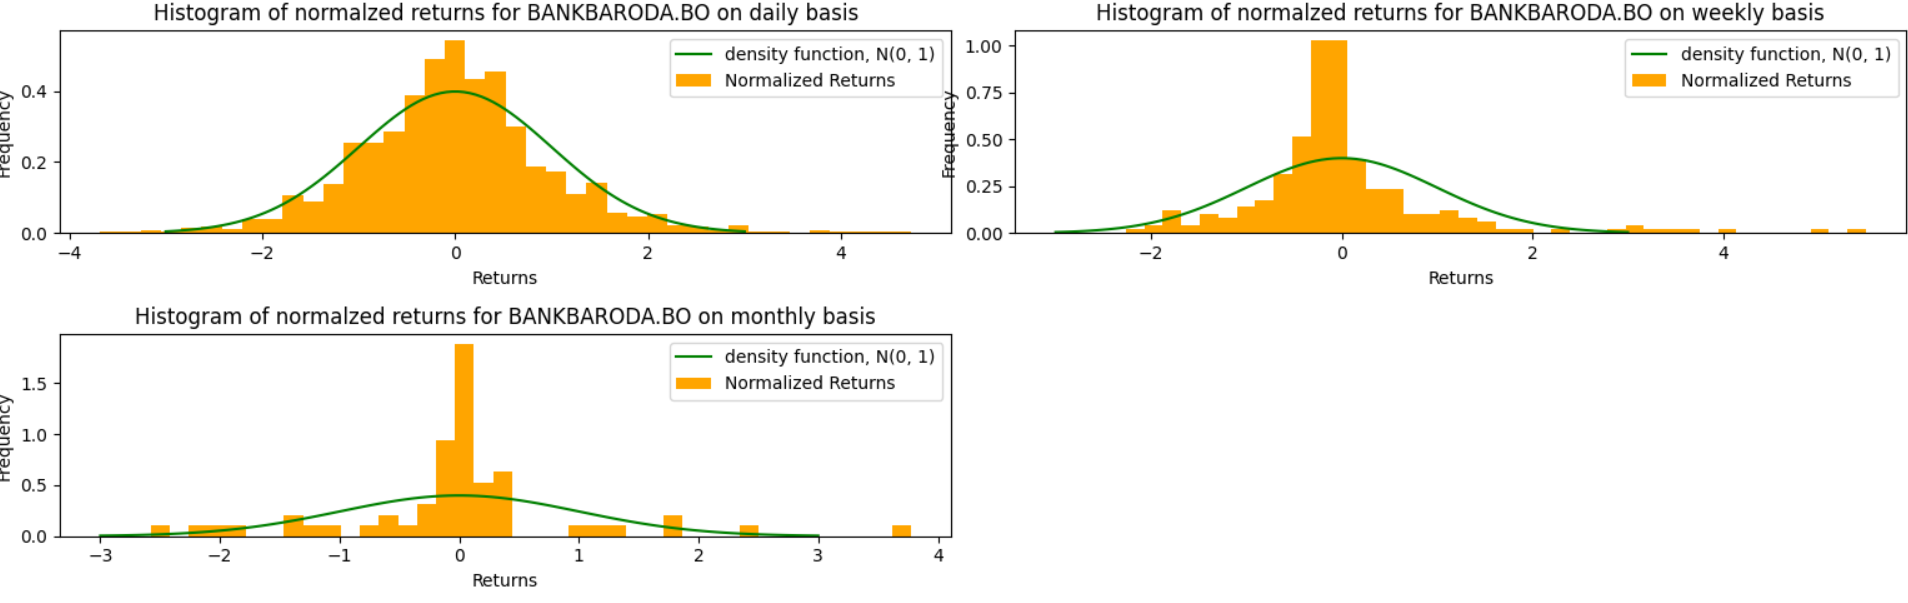 Histogram of normalzed returns for BANKBARODA.BO on daily basis
density function, N(0, 1)
Normalized Returns
Frequency
0.4
0.2
0.0
−4
−2
0
2
4
Returns
Histogram of normalzed returns for BANKBARODA.BO on weekly basis
density function, N(0, 1)
Normalized Returns
Frequency
1.00
0.75
0.50
0.25
0.00
−2
0
2
4
Returns
Histogram of normalzed returns for BANKBARODA.BO on monthly basis
density function, N(0, 1)
Normalized Returns
Frequency
1.5
1.0
0.5
0.0
−3
−2
−1
0
1
2
3
4
Returns